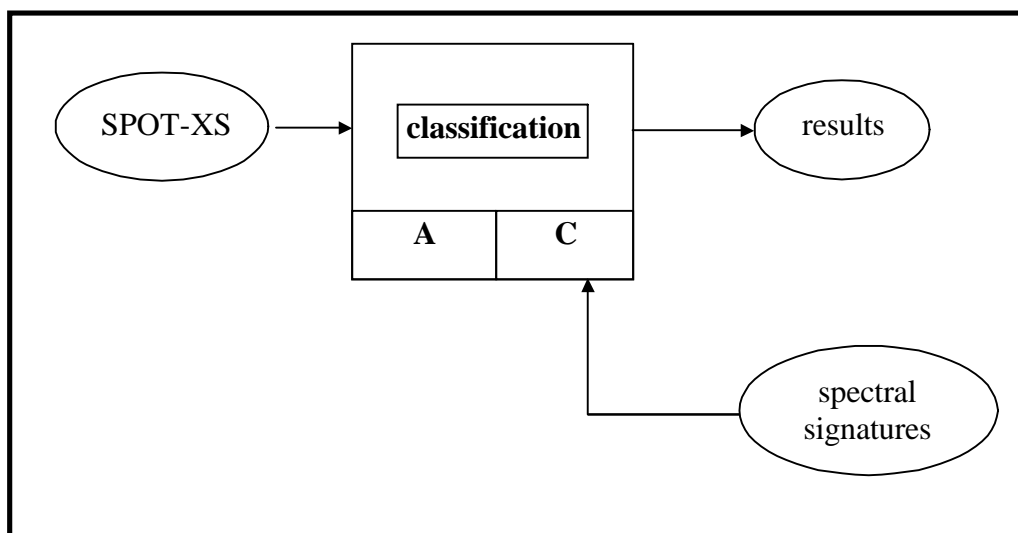 SPOT-XS
classification
results
A
C
spectral
signatures